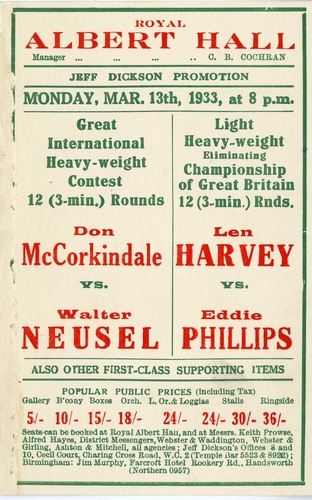 ROYAL
ALBERT HALL
Manager ... ... ... .. C. B. COCHRAN
JEFF DICKSON PROMOTION
MONDAY, MAR. 13th, 1933, at 8 p.m.
Great
International
Heavy-weight
Contest
12 (3-min.) Rounds
Don
McCorkindale
vs.
Walter
NEUSEL
Light
Heavy-weight
Eliminating
Championship
of Great Britain
12 (3-min.) Rnds.
Len
HARVEY
vs.
Eddie
PHILLIPS
ALSO OTHER FIRST-CLASS SUPPORTING ITEMS
POPULAR PUBLIC PRICES (including Tax)
Gallery B'cony Boxes Orch. L. Or.& Loggias Stalls Ringside
5/- 10/- 15/- 18/- 24/- 24/- 30/- 36/-
Seats can be booked at Royal Albert Hall, and at Messrs. Keith Prowse,
Alfred Hayes, District Messengers, Webster & Waddington, Webster &
Girling, Ashton & Mitchell, all agencies; Jeff Dickson's Offices 8 and
10, Cecil Court, Charing Cross Road, W.C. 2 (Temple Bar 5523 & 8922);
Birmingham: Jim Murphy, Farcroft Hotel Rookery Rd., Handsworth
(Northern 0957)